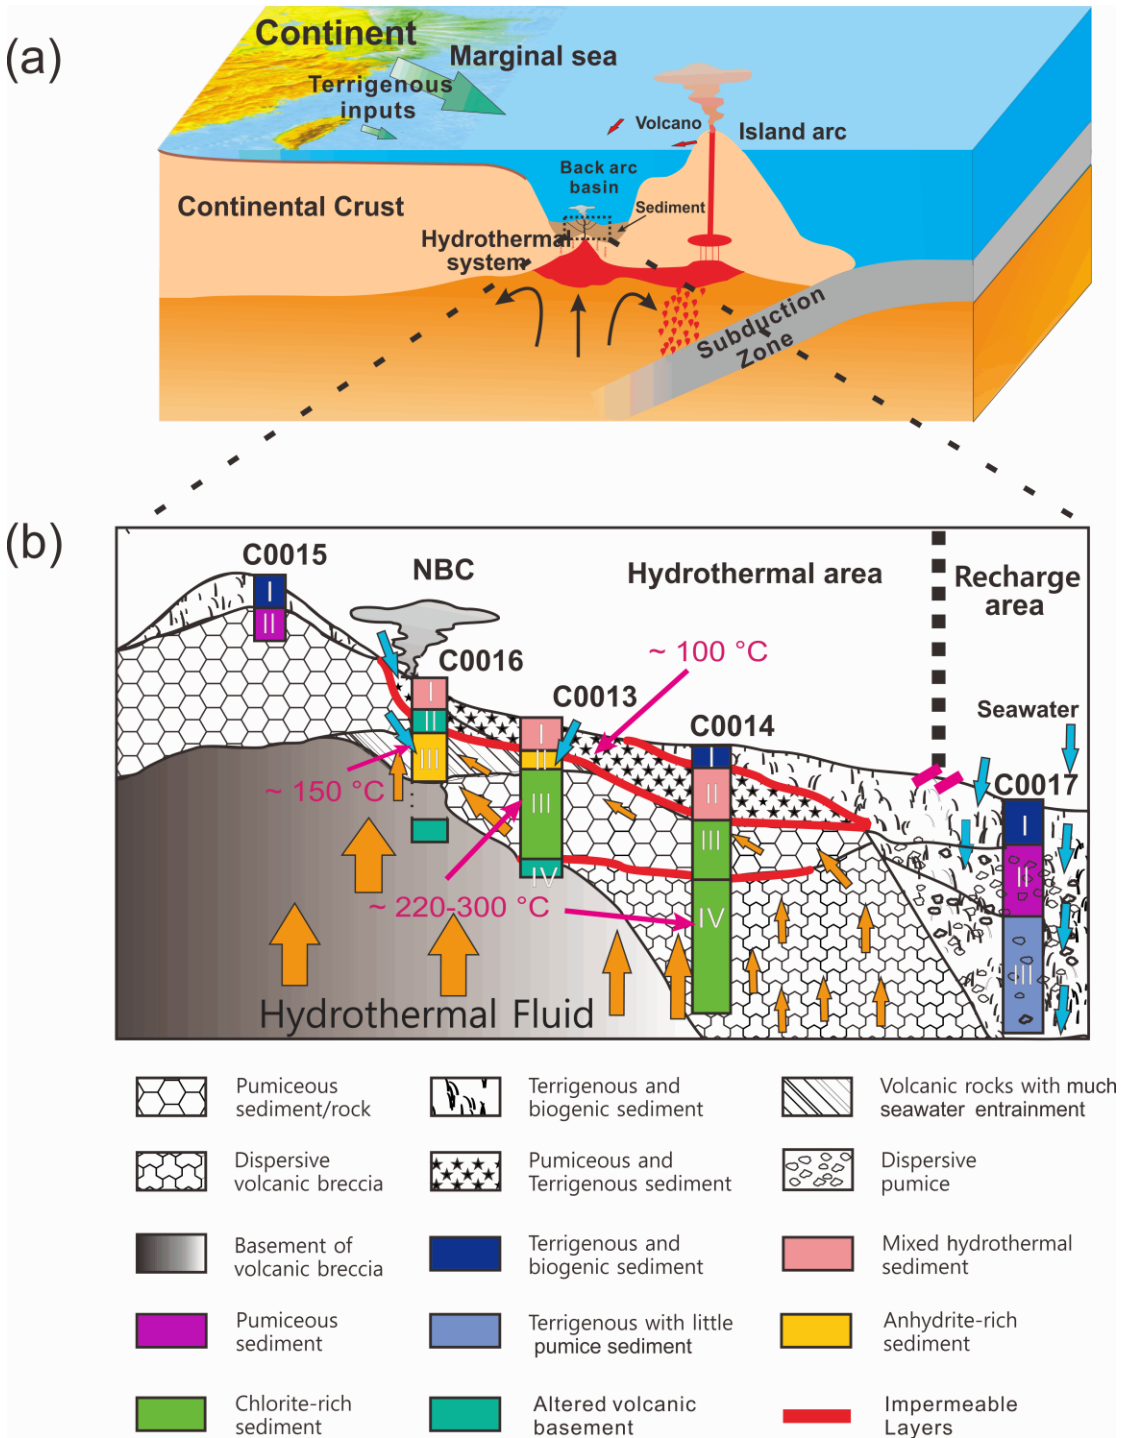 (a)
Continent
Marginal sea
Terrigenous
inputs
Volcano
Island arc
Back arc
basin
Sediment
Continental Crust
Hydrothermal
system
Subduction
Zone
(b)
C0015
NBC
Hydrothermal area
Recharge
area
I
II
~ 100 °C
C0016
C0013
C0014
Seawater
C0017
I
II
III
~ 150 °C
I
II
III
IV
I
II
III
IV
I
II
III
~ 220-300 °C
Hydrothermal Fluid
Pumiceous
sediment/rock
Terrigenous and
biogenic sediment
Volcanic rocks with much
seawater entrainment
Dispersive
volcanic breccia
Pumiceous and
Terrigenous sediment
Dispersive
pumice
Basement of
volcanic breccia
Terrigenous and
biogenic sediment
Mixed hydrothermal
sediment
Pumiceous
sediment
Terrigenous with little
pumice sediment
Anhydrite-rich
sediment
Chlorite-rich
sediment
Altered volcanic
basement
Impermeable
Layers